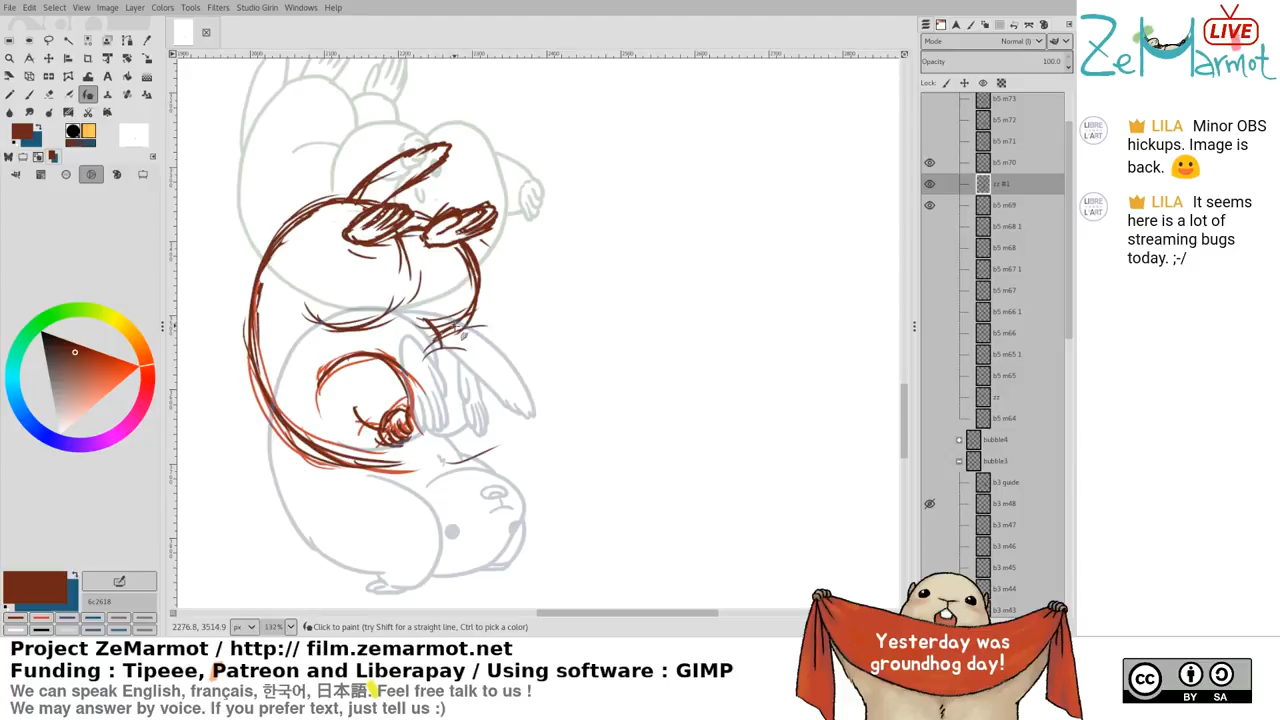 File Edit Select View Image Layer Colors Tools Filters Studio Girin Windows Help
Mode Normal (l)
Opacity 100.0
Lock:
b5 m73
b5 m72
b5 m71
b5 m70
zz #1
b5 m69
b5 m68 1
b5 m68
b5 m67 1
b5 m67
b5 m66 1
b5 m66
b5 m65 1
b5 m65
zz
b5 m64
bubble4
bubble3
b3 guide
b3 m48
b3 m47
b3 m46
b3 m45
b3 m44
b3 m43
6c2618
2276.8, 3514.9 px 132% Click to paint (try Shift for a straight line, Ctrl to pick a color)
LIVE
ZeMarmot
LILA Minor OBS
hickups. Image is
back.
LILA It seems
here is a lot of
streaming bugs
today. ;-/
Yesterday was
groundhog day!
Project ZeMarmot / http:// film.zemarmot.net
Funding : Tipeee, Patreon and Liberapay / Using software : GIMP
We can speak English, français, 한국어, 日本語. Feel free talk to us !
We may answer by voice. If you prefer text, just tell us :)
cc
BY SA